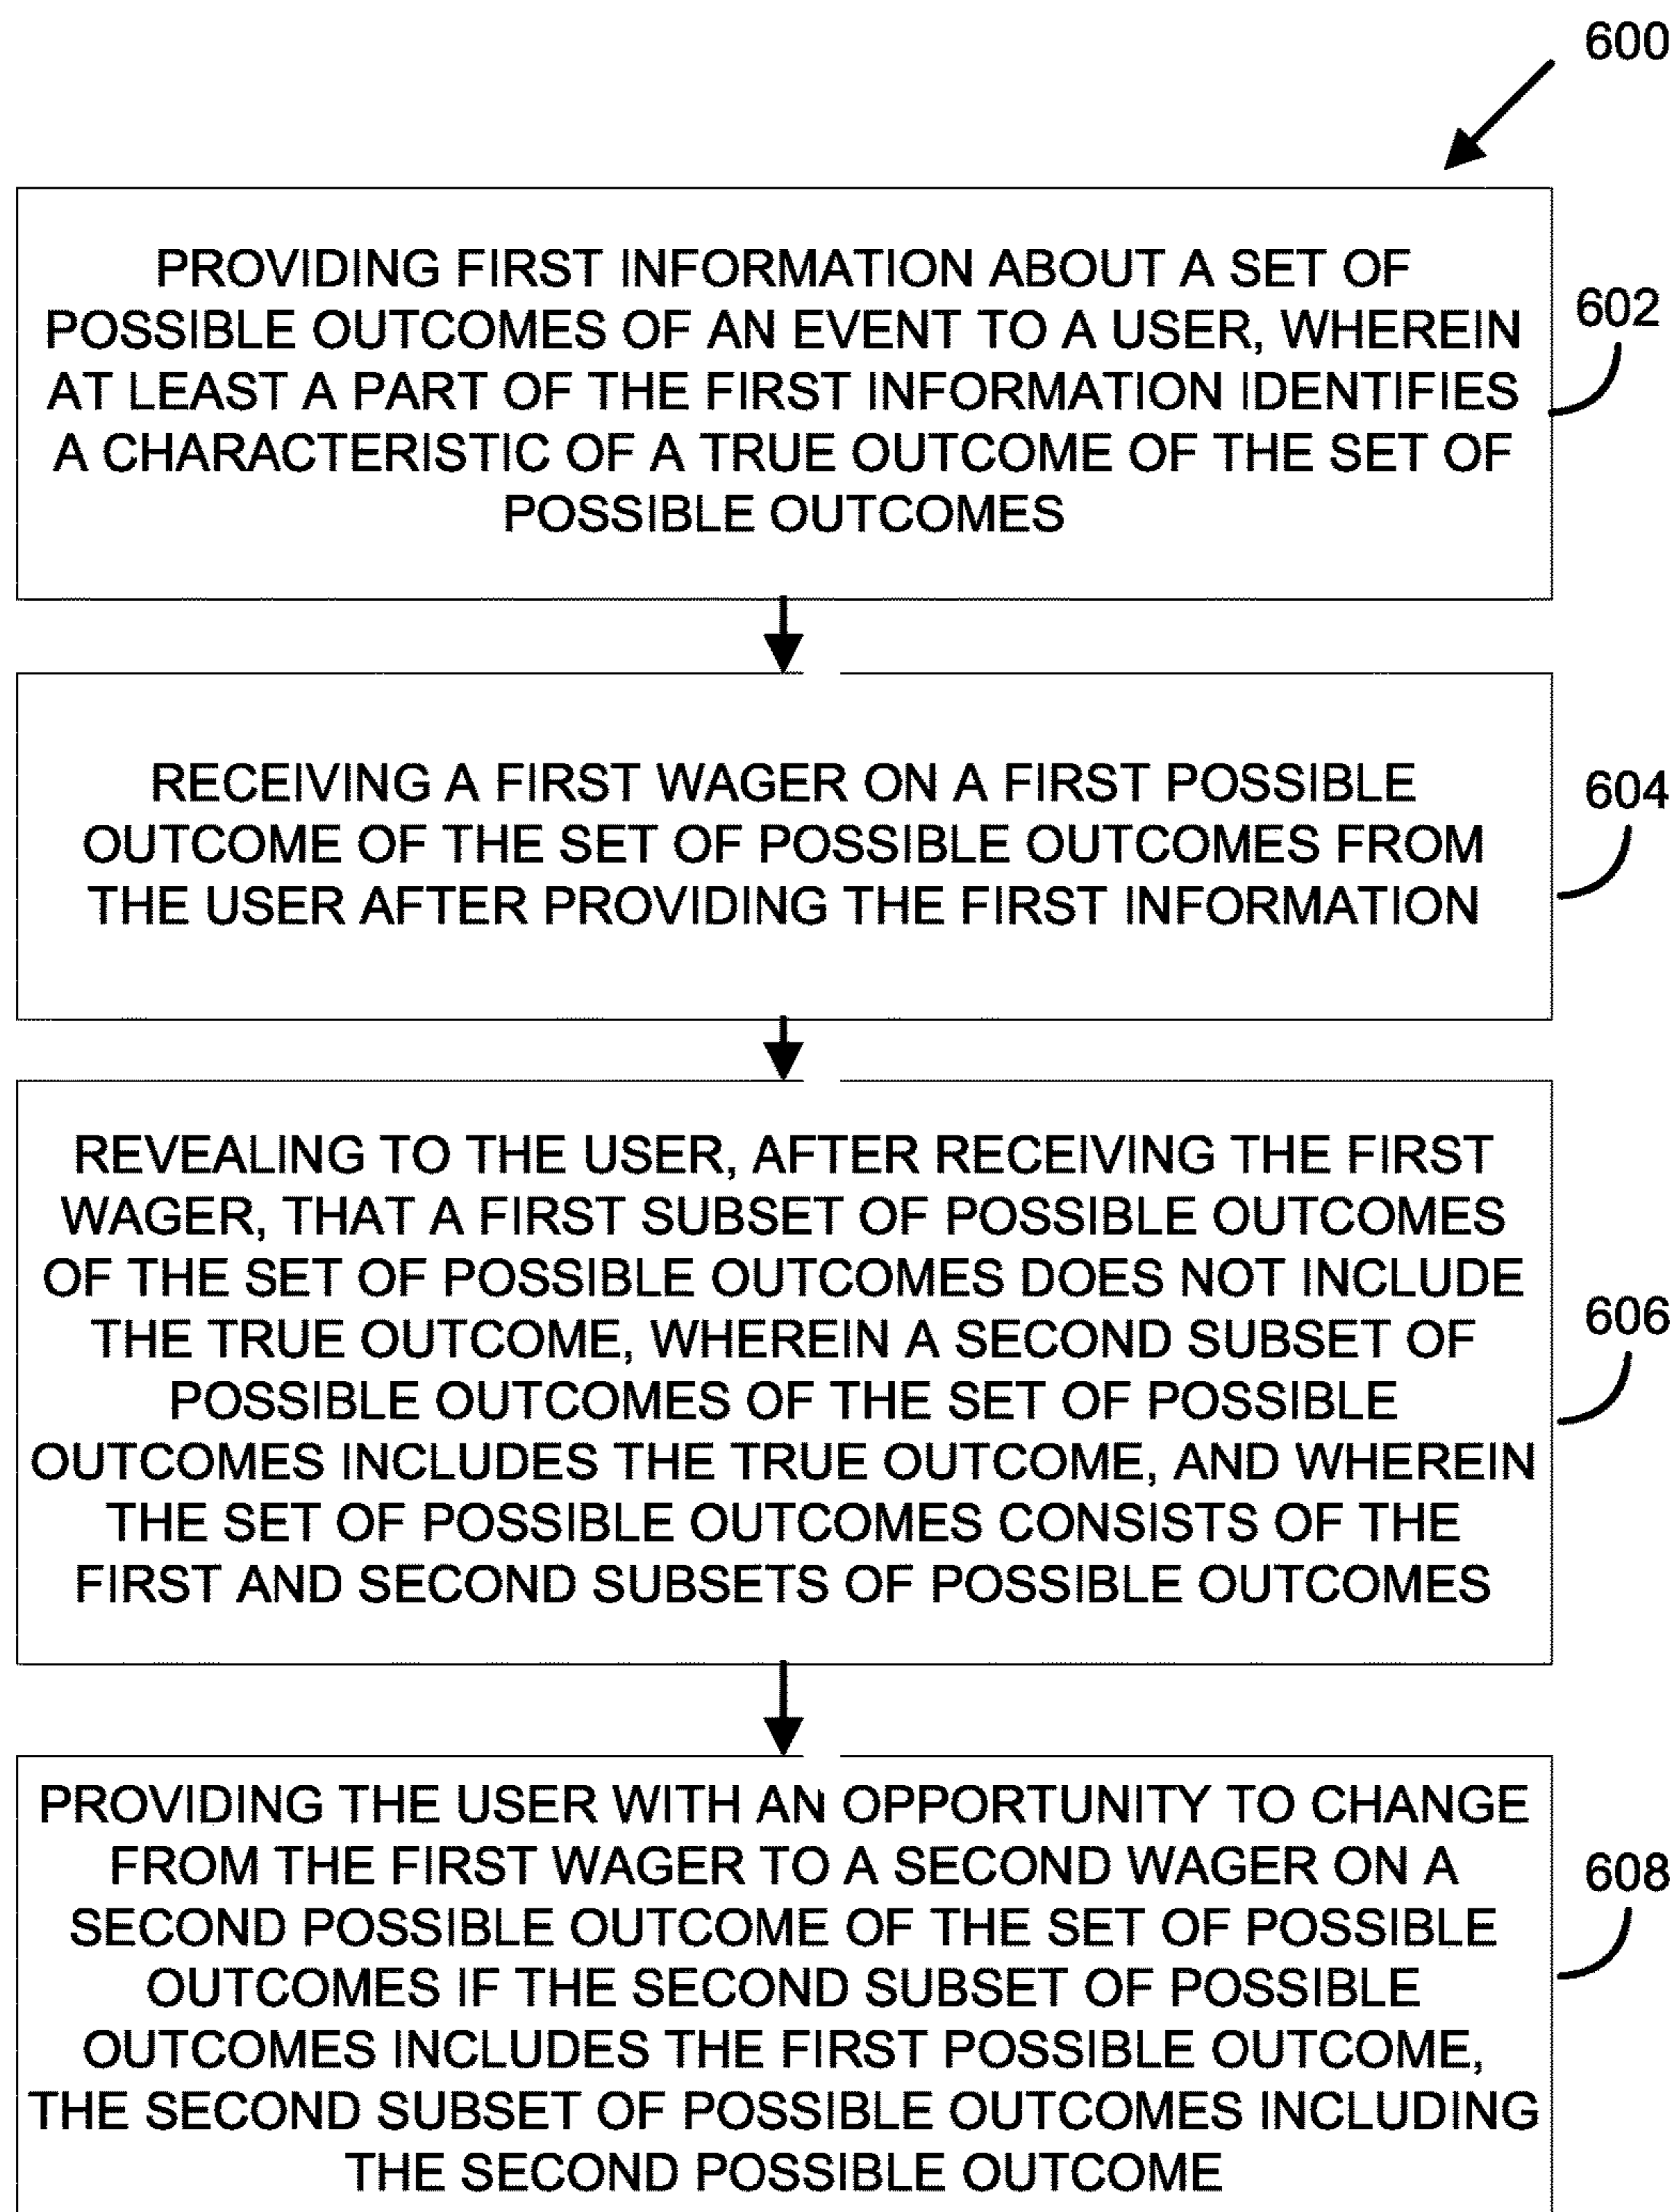 600
PROVIDING FIRST INFORMATION ABOUT A SET OF
POSSIBLE OUTCOMES OF AN EVENT TO A USER, WHEREIN
AT LEAST A PART OF THE FIRST INFORMATION IDENTIFIES
A CHARACTERISTIC OF A TRUE OUTCOME OF THE SET OF
POSSIBLE OUTCOMES
602
RECEIVING A FIRST WAGER ON A FIRST POSSIBLE
OUTCOME OF THE SET OF POSSIBLE OUTCOMES FROM
THE USER AFTER PROVIDING THE FIRST INFORMATION
604
REVEALING TO THE USER, AFTER RECEIVING THE FIRST
WAGER, THAT A FIRST SUBSET OF POSSIBLE OUTCOMES
OF THE SET OF POSSIBLE OUTCOMES DOES NOT INCLUDE
THE TRUE OUTCOME, WHEREIN A SECOND SUBSET OF
POSSIBLE OUTCOMES OF THE SET OF POSSIBLE
OUTCOMES INCLUDES THE TRUE OUTCOME, AND WHEREIN
THE SET OF POSSIBLE OUTCOMES CONSISTS OF THE
FIRST AND SECOND SUBSETS OF POSSIBLE OUTCOMES
606
PROVIDING THE USER WITH AN OPPORTUNITY TO CHANGE
FROM THE FIRST WAGER TO A SECOND WAGER ON A
SECOND POSSIBLE OUTCOME OF THE SET OF POSSIBLE
OUTCOMES IF THE SECOND SUBSET OF POSSIBLE
OUTCOMES INCLUDES THE FIRST POSSIBLE OUTCOME,
THE SECOND SUBSET OF POSSIBLE OUTCOMES INCLUDING
THE SECOND POSSIBLE OUTCOME
608